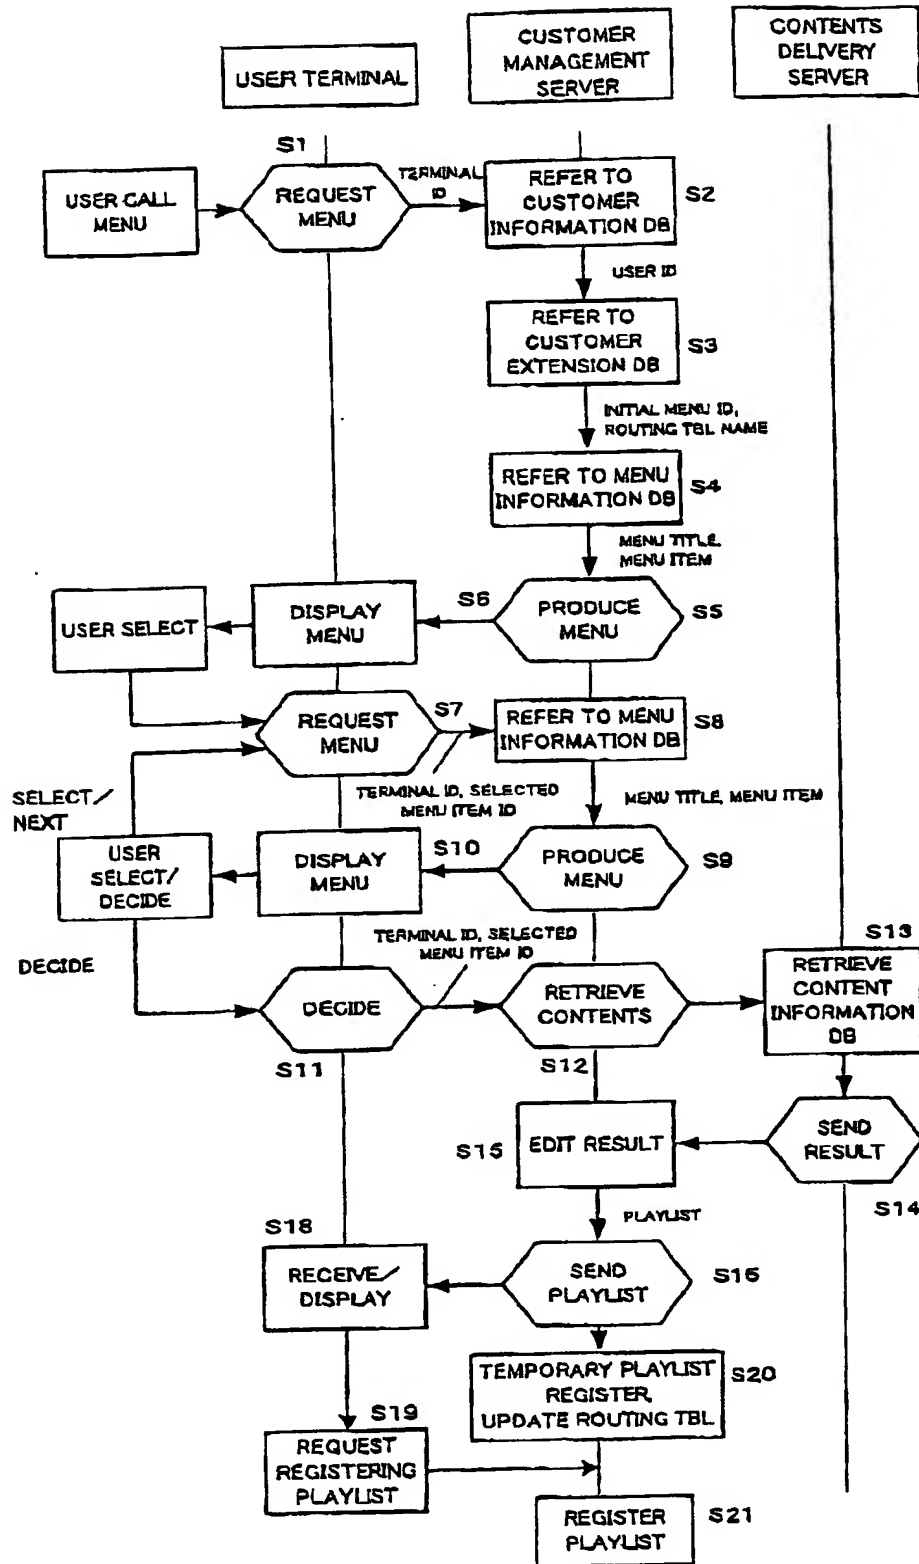 USER TERMINAL
CUSTOMER
MANAGEMENT
SERVER
CONTENTS
DELIVERY
SERVER
S1
USER CALL
MENU
REQUEST
MENU
TERMINAL
ID
REFER TO
CUSTOMER
INFORMATION DB
S2
USER ID
REFER TO
CUSTOMER
EXTENSION DB
S3
INITIAL MENU ID,
ROUTING TBL NAME
REFER TO MENU
INFORMATION DB
S4
MENU TITLE,
MENU ITEM
USER SELECT
DISPLAY
MENU
S6
PRODUCE
MENU
S5
REQUEST
MENU
S7
REFER TO MENU
INFORMATION DB
S8
TERMINAL ID, SELECTED
MENU ITEM ID
MENU TITLE, MENU ITEM
SELECT/
NEXT
USER
SELECT/
DECIDE
DISPLAY
MENU
S10
PRODUCE
MENU
S9
DECIDE
TERMINAL ID, SELECTED
MENU ITEM ID
DECIDE
S11
RETRIEVE
CONTENTS
S12
S13
RETRIEVE
CONTENT
INFORMATION
DB
S15
EDIT RESULT
SEND
RESULT
S14
PLAYLIST
S18
RECEIVE/
DISPLAY
SEND
PLAYLIST
S16
TEMPORARY PLAYLIST
REGISTER,
UPDATE ROUTING TBL
S20
S19
REQUEST
REGISTERING
PLAYLIST
REGISTER
PLAYLIST
S21